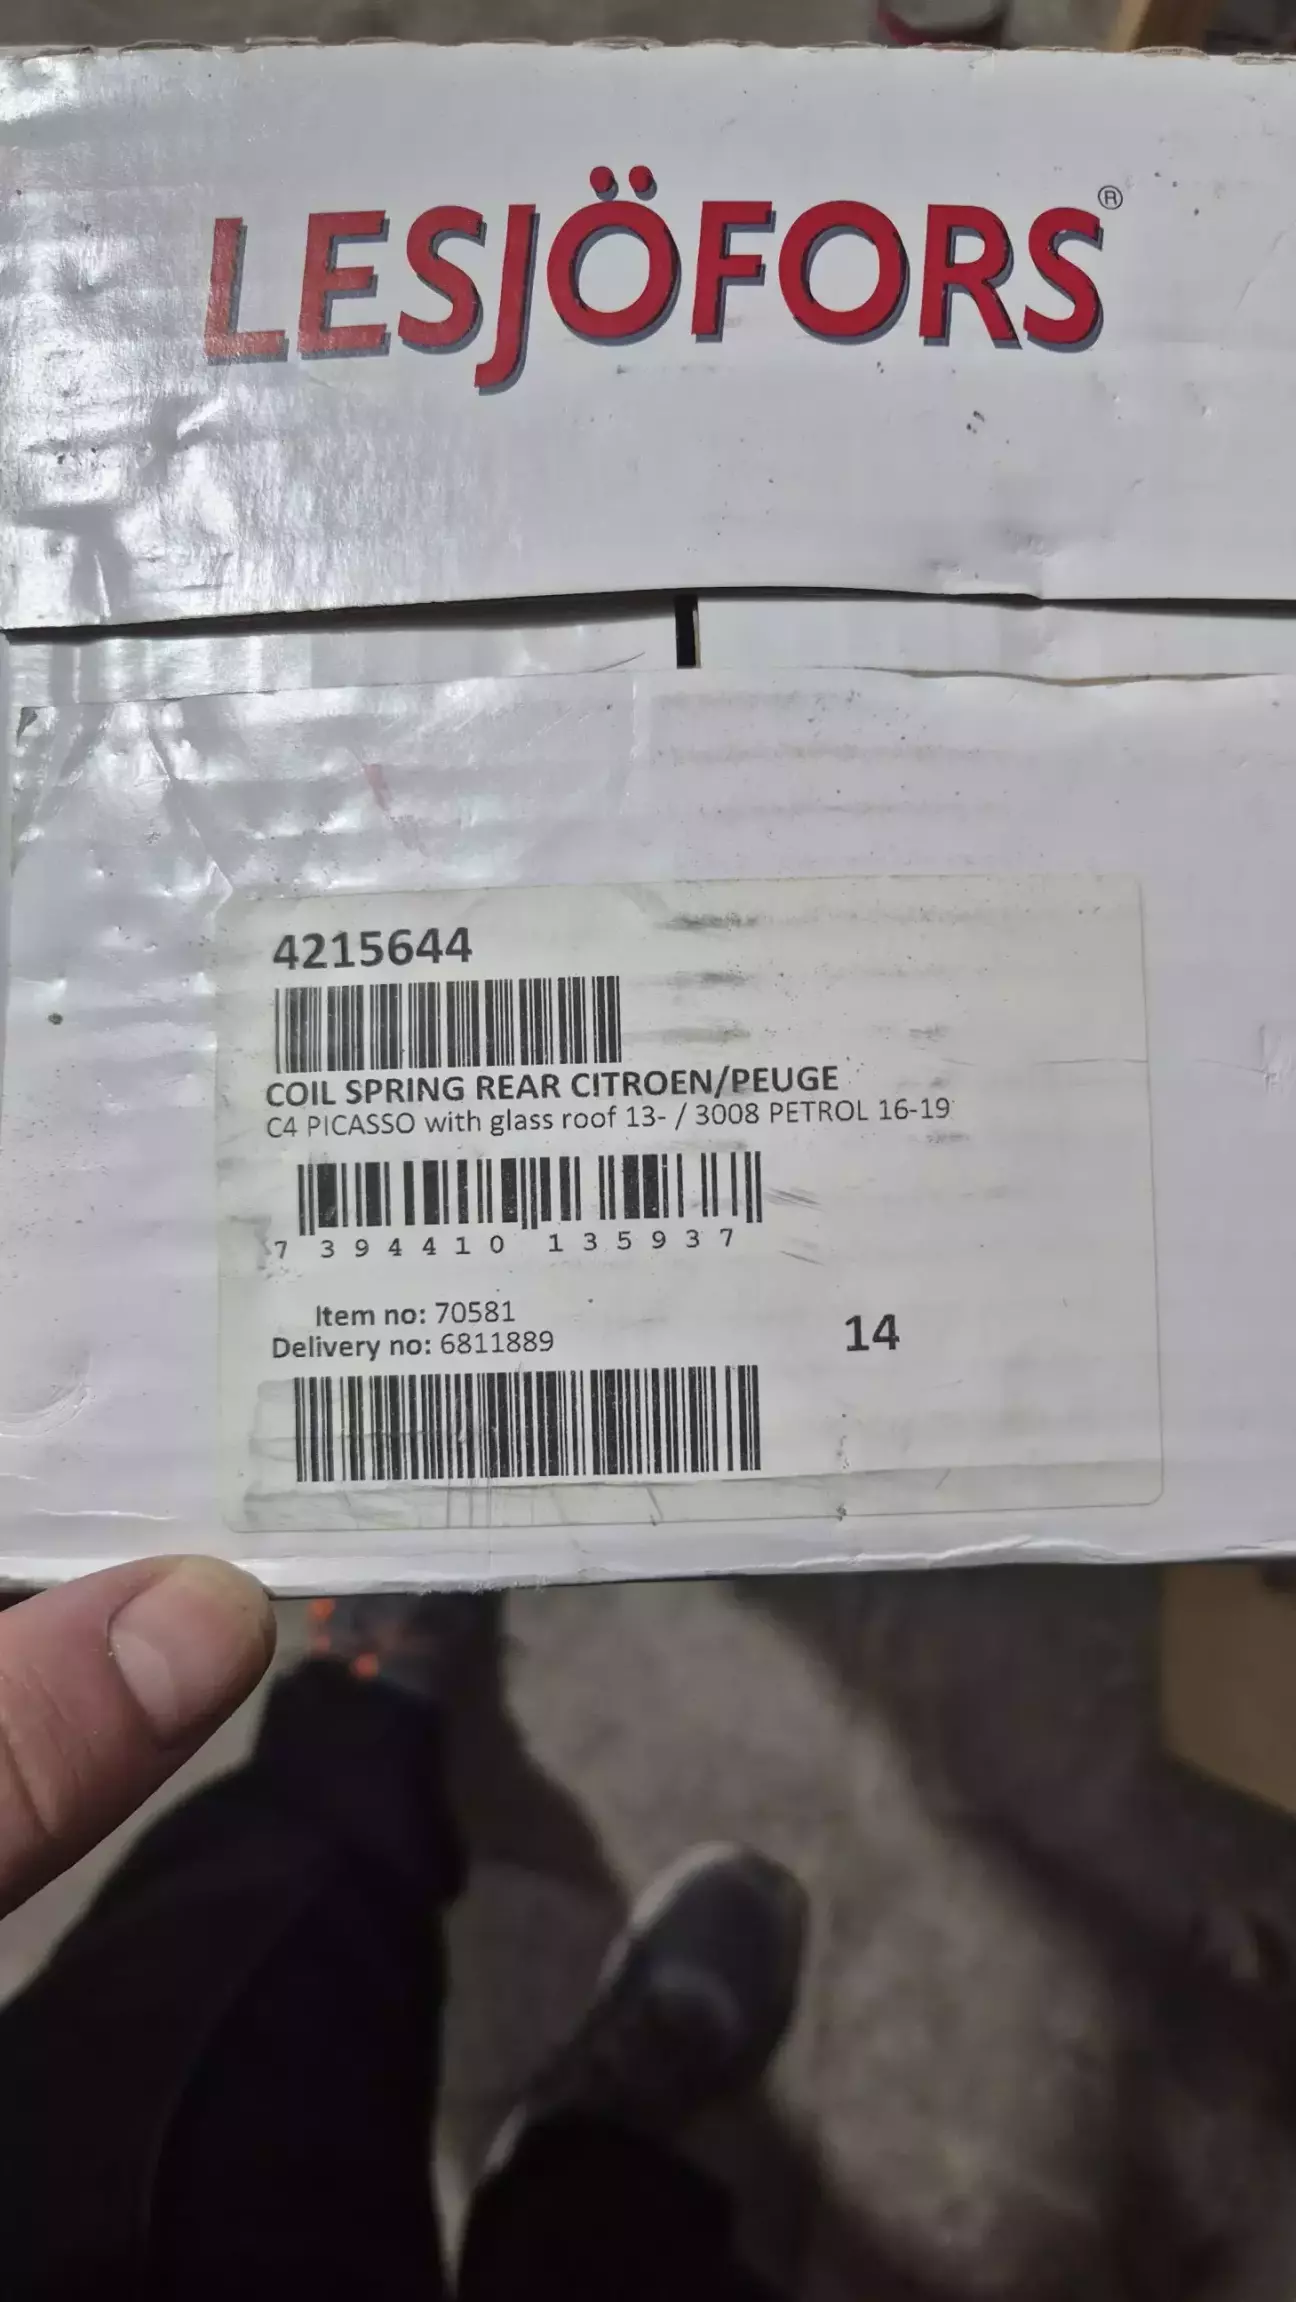 LESJÖFORS®
4215644
COIL SPRING REAR CITROEN/PEUGE
C4 PICASSO with glass roof 13- / 3008 PETROL 16-19
7 394410 135937
Item no: 70581
Delivery no: 6811889
14